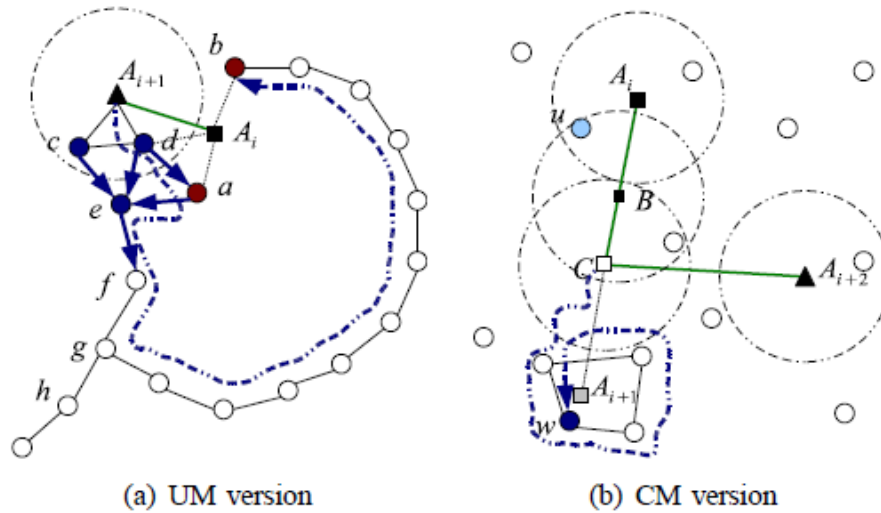 b
A_{i+1}
A_i
c
d
a
e
f
g
h
A_i
u
B
C
A_{i+2}
A_{i+1}
w
(a) UM version
(b) CM version